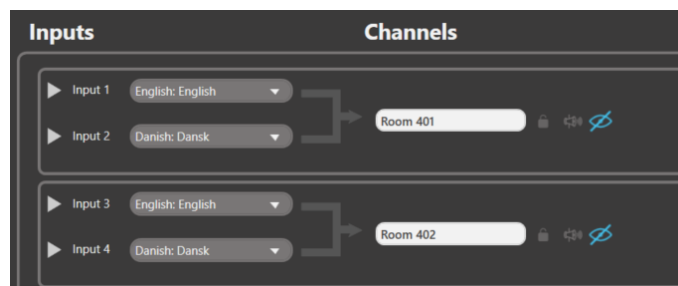 Inputs Channels
Input 1 English: English
Room 401
Input 2 Danish: Dansk
Input 3 English: English
Room 402
Input 4 Danish: Dansk